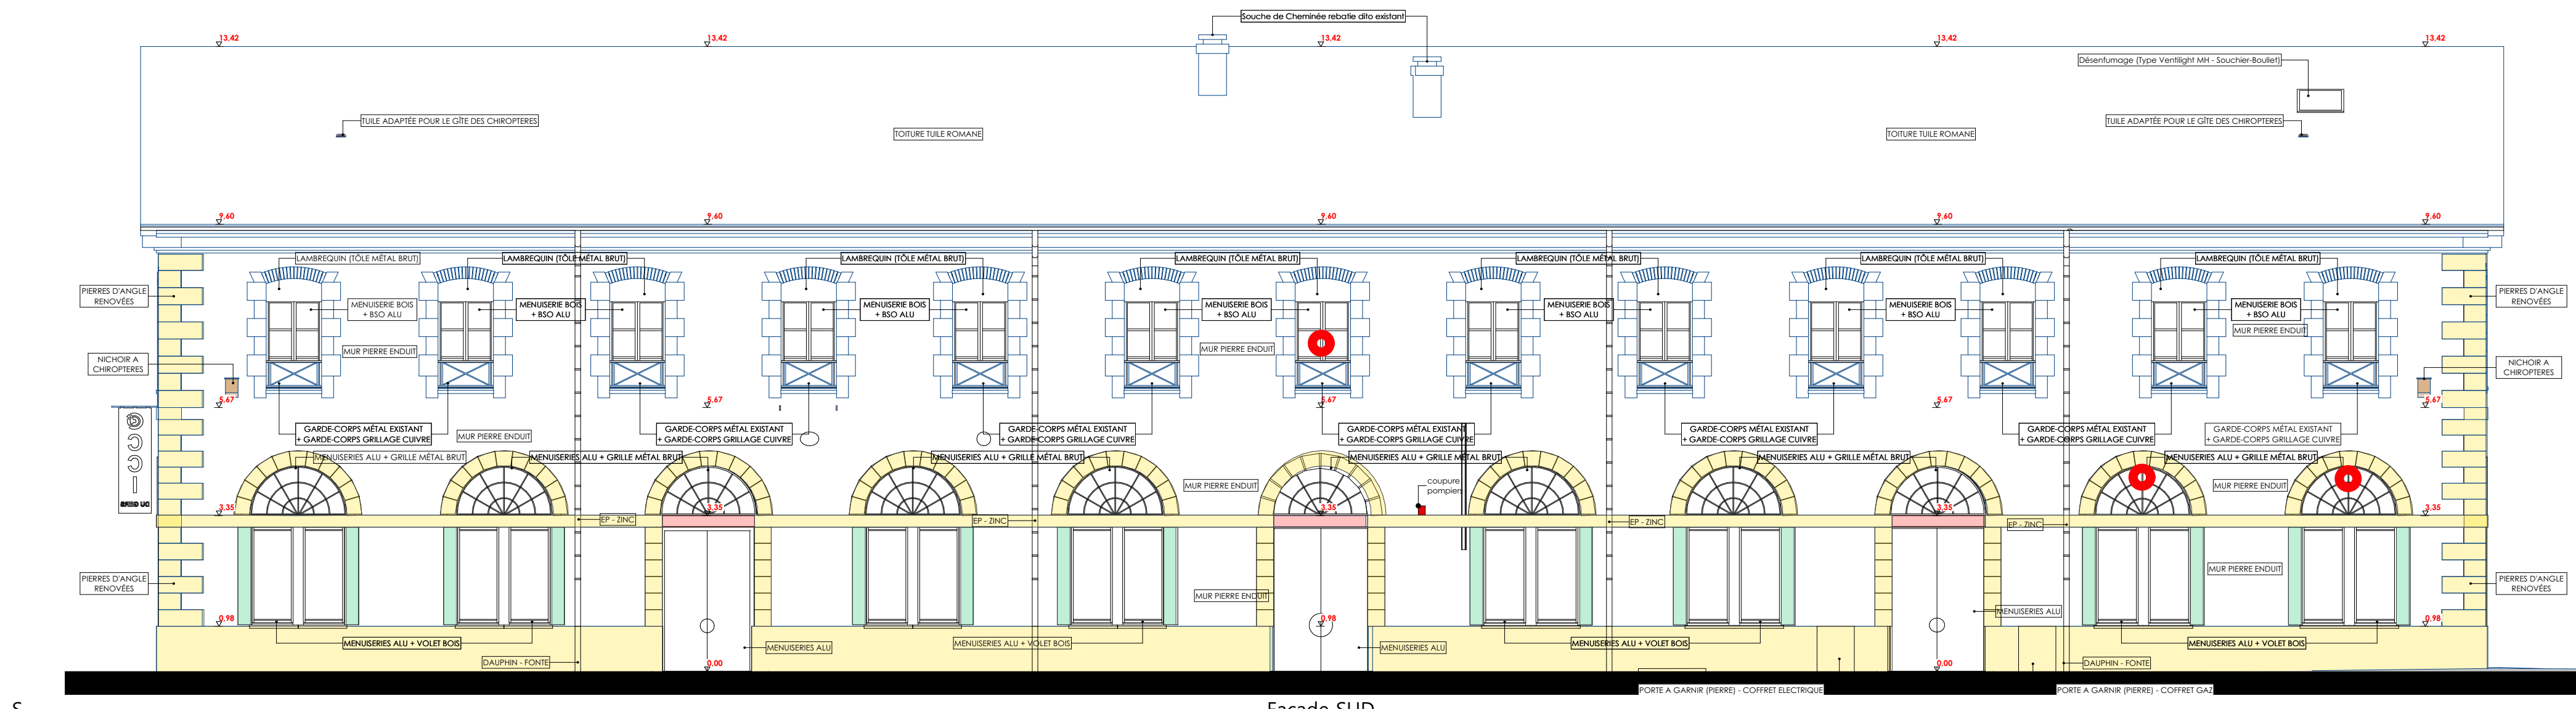 Souche de Cheminée rebatie dito existant
13,42 13,42 13,42 13,42 13,42
Désenfumage (Type Ventilight MH - Souchier-Boullet)
TUILE ADAPTÉE POUR LE GÎTE DES CHIROPTERES
TUILE ADAPTÉE POUR LE GÎTE DES CHIROPTERES
TOITURE TUILE ROMANE
TOITURE TUILE ROMANE
9,60 9,60 9,60 9,60 9,60
LAMBREQUIN (TÔLE MÉTAL BRUT)
LAMBREQUIN (TÔLE MÉTAL BRUT)
LAMBREQUIN (TÔLE MÉTAL BRUT)
LAMBREQUIN (TÔLE MÉTAL BRUT)
LAMBREQUIN (TÔLE MÉTAL BRUT)
LAMBREQUIN (TÔLE MÉTAL BRUT)
LAMBREQUIN (TÔLE MÉTAL BRUT)
PIERRES D'ANGLE
RENOVÉES
MENUISERIE BOIS
+ BSO ALU
MENUISERIE BOIS
+ BSO ALU
MENUISERIE BOIS
+ BSO ALU
MENUISERIE BOIS
+ BSO ALU
MENUISERIE BOIS
+ BSO ALU
MENUISERIE BOIS
+ BSO ALU
MENUISERIE BOIS
+ BSO ALU
PIERRES D'ANGLE
RENOVÉES
MUR PIERRE ENDUIT
MUR PIERRE ENDUIT
MUR PIERRE ENDUIT
NICHOIR A
CHIROPTERES
NICHOIR A
CHIROPTERES
5,67 5,67 5,67 5,67 5,67
GARDE-CORPS MÉTAL EXISTANT
+ GARDE-CORPS GRILLAGE CUIVRE
MUR PIERRE ENDUIT
GARDE-CORPS MÉTAL EXISTANT
+ GARDE-CORPS GRILLAGE CUIVRE
GARDE-CORPS MÉTAL EXISTANT
+ GARDE-CORPS GRILLAGE CUIVRE
GARDE-CORPS MÉTAL EXISTANT
+ GARDE-CORPS GRILLAGE CUIVRE
GARDE-CORPS MÉTAL EXISTANT
+ GARDE-CORPS GRILLAGE CUIVRE
GARDE-CORPS MÉTAL EXISTANT
+ GARDE-CORPS GRILLAGE CUIVRE
GARDE-CORPS MÉTAL EXISTANT
+ GARDE-CORPS GRILLAGE CUIVRE
MENUISERIES ALU + GRILLE MÉTAL BRUT
MENUISERIES ALU + GRILLE MÉTAL BRUT
MENUISERIES ALU + GRILLE MÉTAL BRUT
MENUISERIES ALU + GRILLE MÉTAL BRUT
MENUISERIES ALU + GRILLE MÉTAL BRUT
MENUISERIES ALU + GRILLE MÉTAL BRUT
MUR PIERRE ENDUIT
coupure
pompiers
MUR PIERRE ENDUIT
3,35 3,35 3,35 3,35 3,35
EP - ZINC
EP - ZINC
EP - ZINC
EP - ZINC
MUR PIERRE ENDUIT
PIERRES D'ANGLE
RENOVÉES
PIERRES D'ANGLE
RENOVÉES
MUR PIERRE ENDUIT
MENUISERIES ALU
0,98 0,98 0,98
MENUISERIES ALU + VOLET BOIS
MENUISERIES ALU
MENUISERIES ALU + VOLET BOIS
MENUISERIES ALU
MENUISERIES ALU + VOLET BOIS
MENUISERIES ALU + VOLET BOIS
DAUPHIN - FONTE
0.00 0.00
DAUPHIN - FONTE
PORTE A GARNIR (PIERRE) - COFFRET ELECTRIQUE
PORTE A GARNIR (PIERRE) - COFFRET GAZ
S
Façade SUD